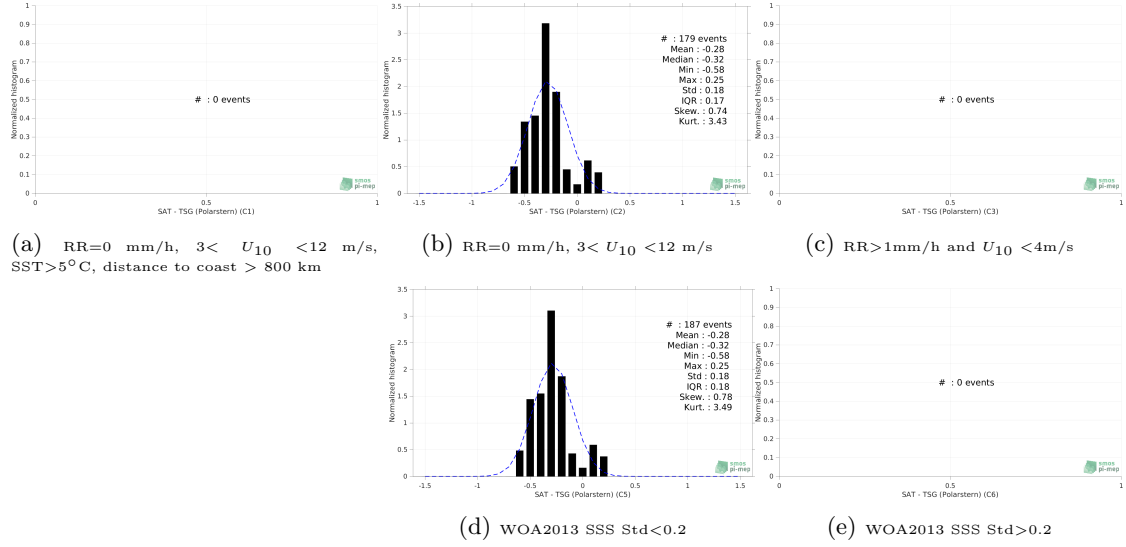 1
0.9
0.8
0.7
0.6
0.5
0.4
0.3
0.2
0.1
0
Normalized histogram
# : 0 events
0 0.5 1
SAT - TSG (Polarstern) (C1)
smos
pi-mep
(a) RR=0 mm/h, 3< U10 <12 m/s,
SST>5°C, distance to coast > 800 km
3.5
3
2.5
2
1.5
1
0.5
0
Normalized histogram
# : 179 events
Mean : -0.28
Median : -0.32
Min : -0.58
Max : 0.25
Std : 0.18
IQR : 0.17
Skew. : 0.74
Kurt. : 3.43
-1.5 -1 -0.5 0 0.5 1 1.5
SAT - TSG (Polarstern) (C2)
smos
pi-mep
(b) RR=0 mm/h, 3< U10 <12 m/s
1
0.9
0.8
0.7
0.6
0.5
0.4
0.3
0.2
0.1
0
Normalized histogram
# : 0 events
0 0.5 1
SAT - TSG (Polarstern) (C3)
smos
pi-mep
(c) RR>1mm/h and U10 <4m/s
3.5
3
2.5
2
1.5
1
0.5
0
Normalized histogram
# : 187 events
Mean : -0.28
Median : -0.32
Min : -0.58
Max : 0.25
Std : 0.18
IQR : 0.18
Skew. : 0.78
Kurt. : 3.49
-1.5 -1 -0.5 0 0.5 1 1.5
SAT - TSG (Polarstern) (C5)
smos
pi-mep
(d) WOA2013 SSS Std<0.2
1
0.9
0.8
0.7
0.6
0.5
0.4
0.3
0.2
0.1
0
Normalized histogram
# : 0 events
0 0.5 1
SAT - TSG (Polarstern) (C6)
smos
pi-mep
(e) WOA2013 SSS Std>0.2